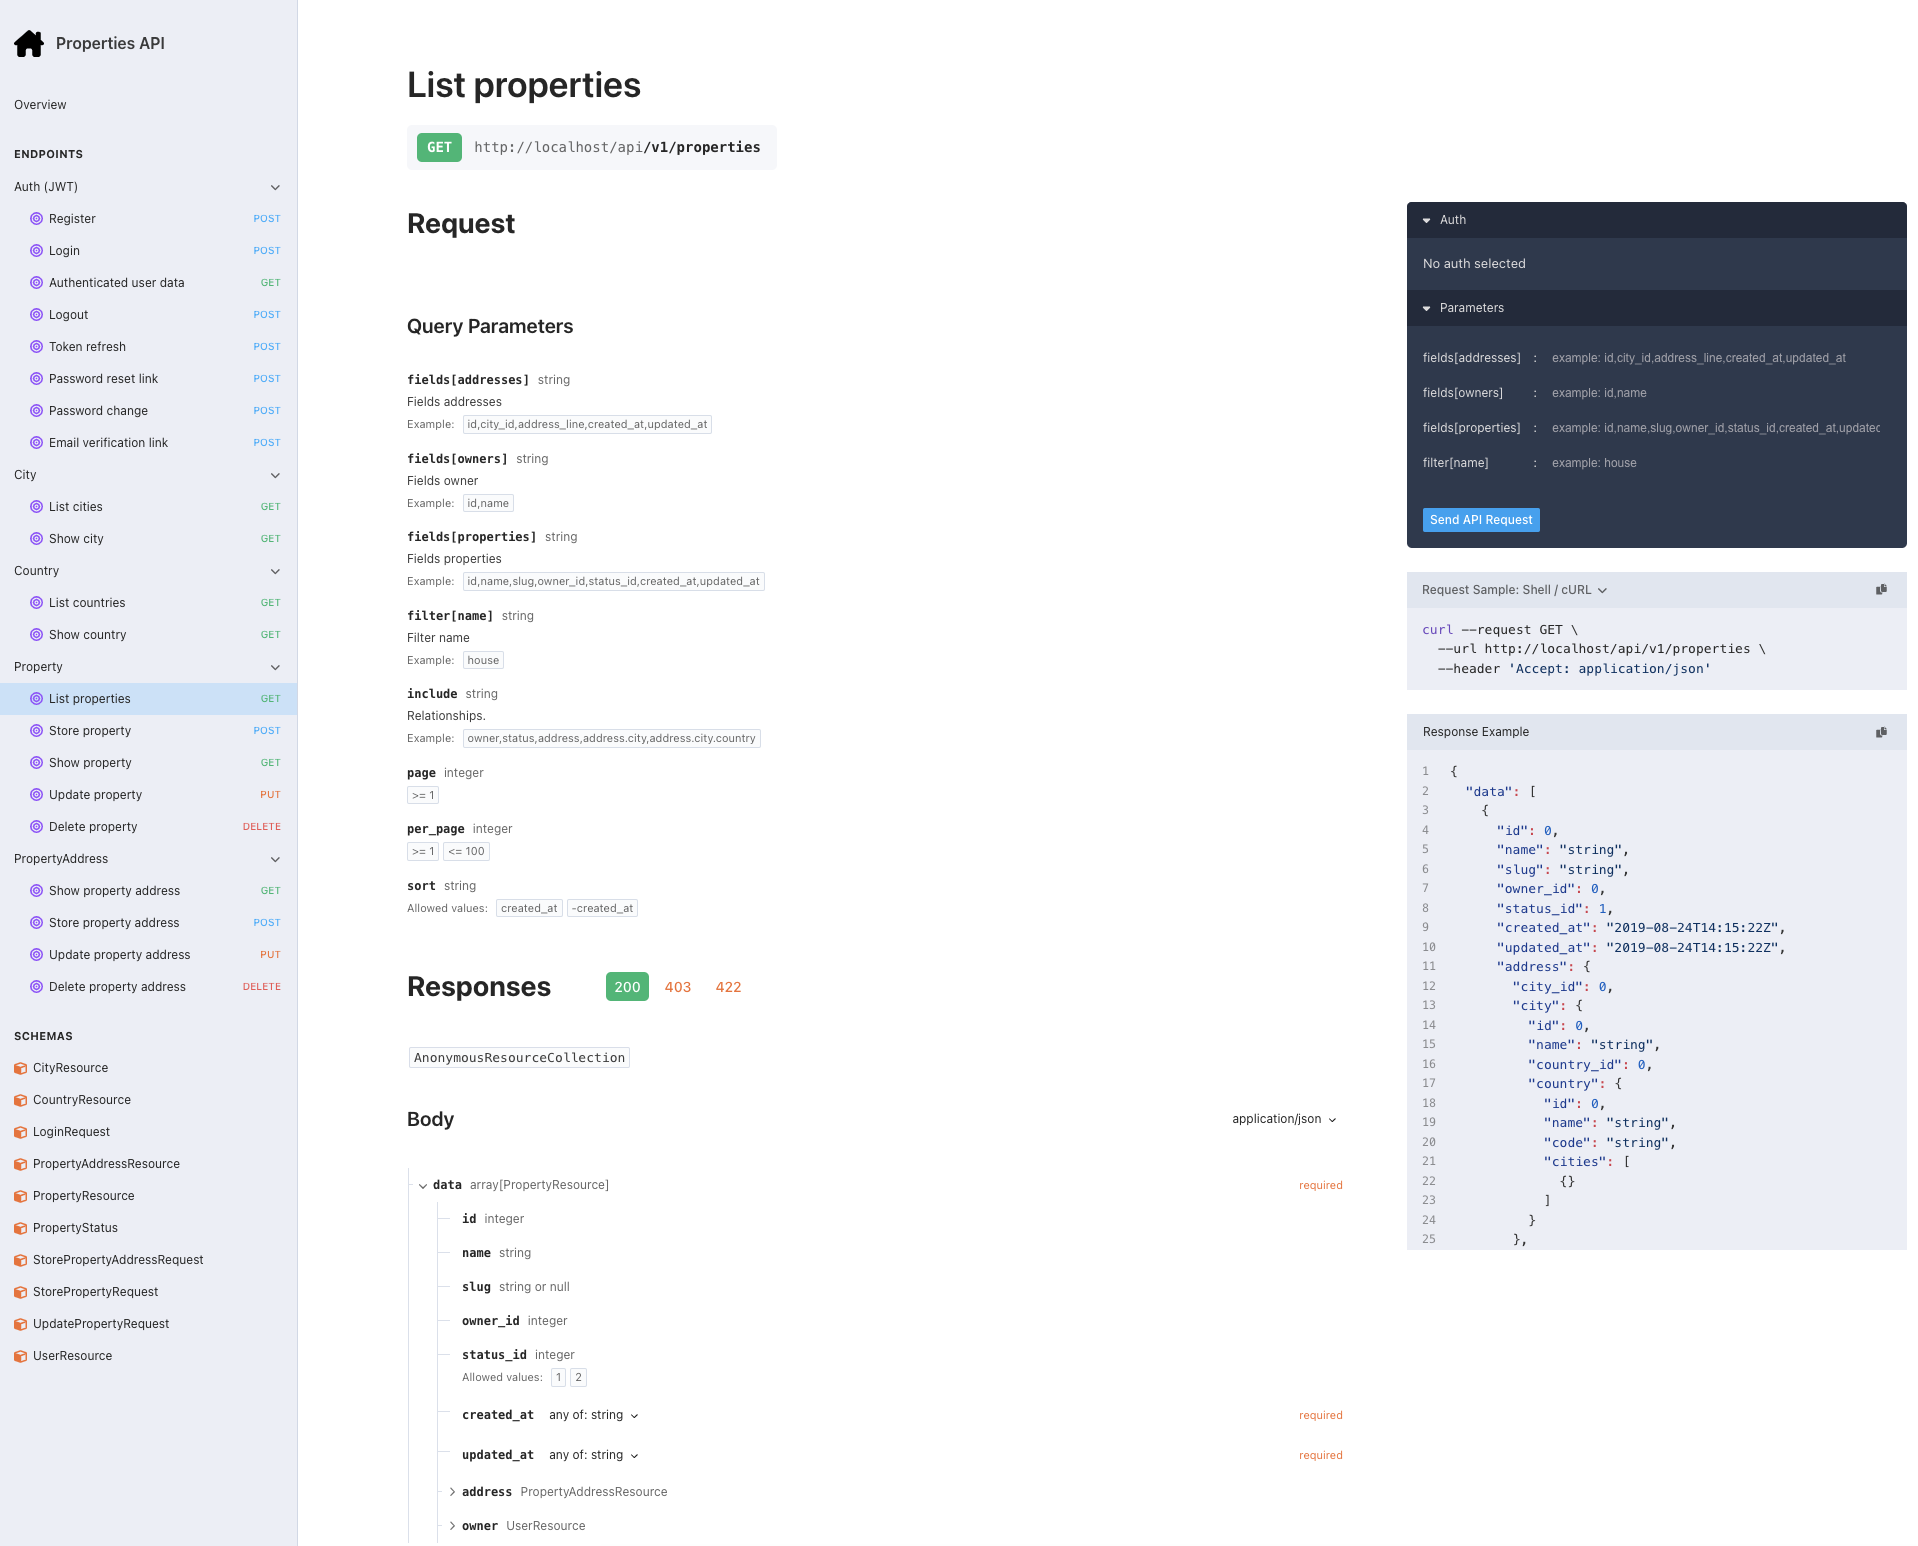 Properties API
Overview
ENDPOINTS
Auth (JWT)
Register POST
Login POST
Authenticated user data GET
Logout POST
Token refresh POST
Password reset link POST
Password change POST
Email verification link POST
City
List cities GET
Show city GET
Country
List countries GET
Show country GET
Property
List properties GET
Store property POST
Show property GET
Update property PUT
Delete property DELETE
PropertyAddress
Show property address GET
Store property address POST
Update property address PUT
Delete property address DELETE
SCHEMAS
CityResource
CountryResource
LoginRequest
PropertyAddressResource
PropertyResource
PropertyStatus
StorePropertyAddressRequest
StorePropertyRequest
UpdatePropertyRequest
UserResource
List properties
GET http://localhost/api/v1/properties
Request
Query Parameters
fields[addresses] string
Fields addresses
Example: id,city_id,address_line,created_at,updated_at
fields[owners] string
Fields owner
Example: id,name
fields[properties] string
Fields properties
Example: id,name,slug,owner_id,status_id,created_at,updated_at
filter[name] string
Filter name
Example: house
include string
Relationships.
Example: owner,status,address,address.city,address.city.country
page integer
>= 1
per_page integer
>= 1 <= 100
sort string
Allowed values: created_at -created_at
Responses 200 403 422
AnonymousResourceCollection
Body application/json
data array[PropertyResource] required
id integer
name string
slug string or null
owner_id integer
status_id integer
Allowed values: 1 2
created_at any of: string required
updated_at any of: string required
address PropertyAddressResource
owner UserResource
Auth
No auth selected
Parameters
fields[addresses] : example: id,city_id,address_line,created_at,updated_at
fields[owners] : example: id,name
fields[properties] : example: id,name,slug,owner_id,status_id,created_at,updated
filter[name] : example: house
Send API Request
Request Sample: Shell / cURL
curl --request GET \
--url http://localhost/api/v1/properties \
--header 'Accept: application/json'
Response Example
1 {
2 "data": [
3 {
4 "id": 0,
5 "name": "string",
6 "slug": "string",
7 "owner_id": 0,
8 "status_id": 1,
9 "created_at": "2019-08-24T14:15:22Z",
10 "updated_at": "2019-08-24T14:15:22Z",
11 "address": {
12 "city_id": 0,
13 "city": {
14 "id": 0,
15 "name": "string",
16 "country_id": 0,
17 "country": {
18 "id": 0,
19 "name": "string",
20 "code": "string",
21 "cities": [
22 {}
23 ]
24 }
25 },